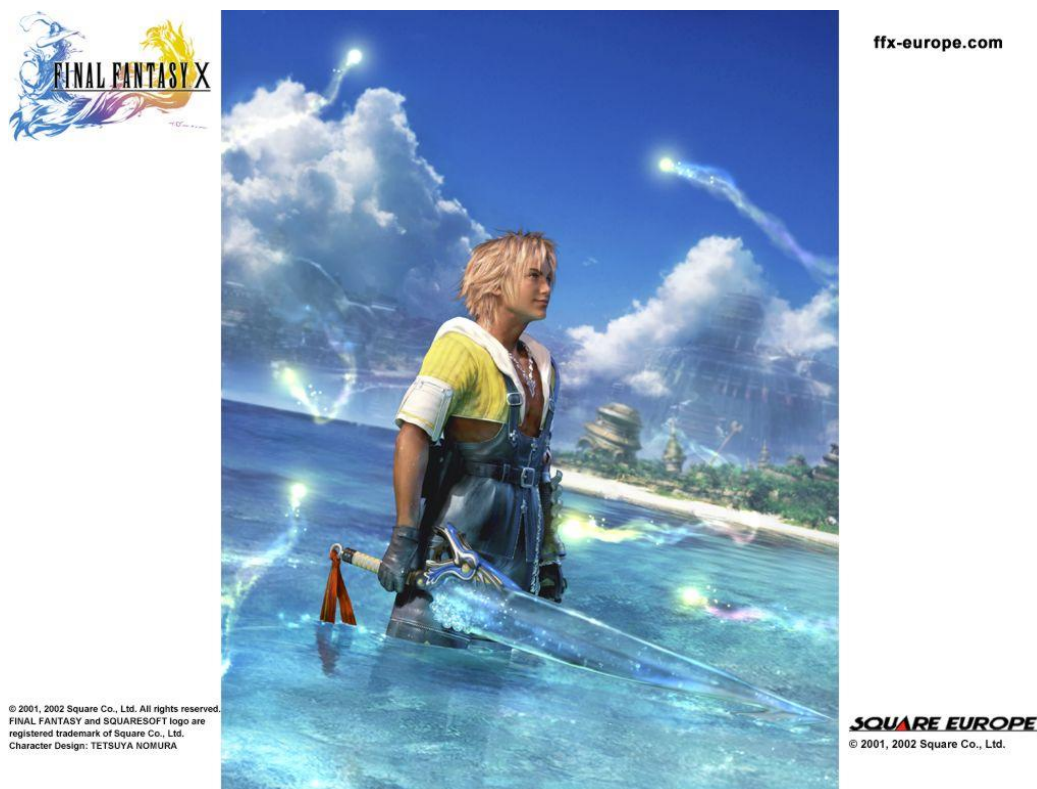 FINAL FANTASY X
ffx-europe.com
© 2001, 2002 Square Co., Ltd. All rights reserved.
FINAL FANTASY and SQUARESOFT logo are
registered trademark of Square Co., Ltd.
Character Design: TETSUYA NOMURA
SQUARE EUROPE
© 2001, 2002 Square Co., Ltd.